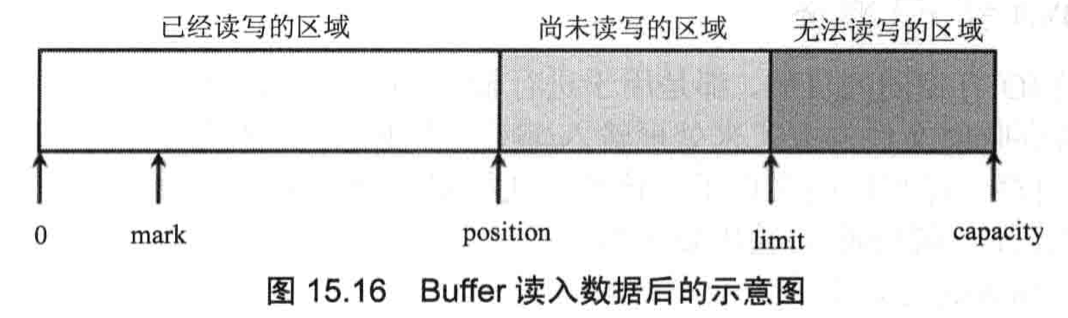 已经读写的区域 尚未读写的区域 无法读写的区域
0 mark position limit capacity
图 15.16 Buffer 读入数据后的示意图